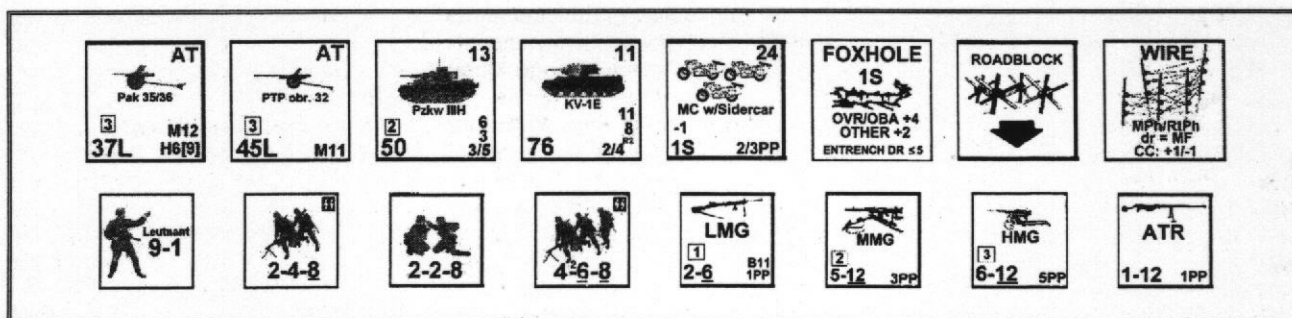 AT
Pak 35/36
3
M12
37L H6[9]
AT
PTP obr. 32
3
45L M11
13
Pzkw IIIH
2
6
3
50 3/5
11
KV-1E
11
8
76 2/4
24
MC w/Sidecar
-1
1S 2/3PP
FOXHOLE
1S
OVR/OBA +4
OTHER +2
ENTRENCH DR ≤5
ROADBLOCK
WIRE
MPh/RtPh
dr = MF
CC: +1/-1
Leutnant
9-1
2-4-8
2-2-8
4-6-8
LMG
1
B11
2-6 1PP
MMG
2
5-12 3PP
HMG
3
6-12 5PP
ATR
1-12 1PP